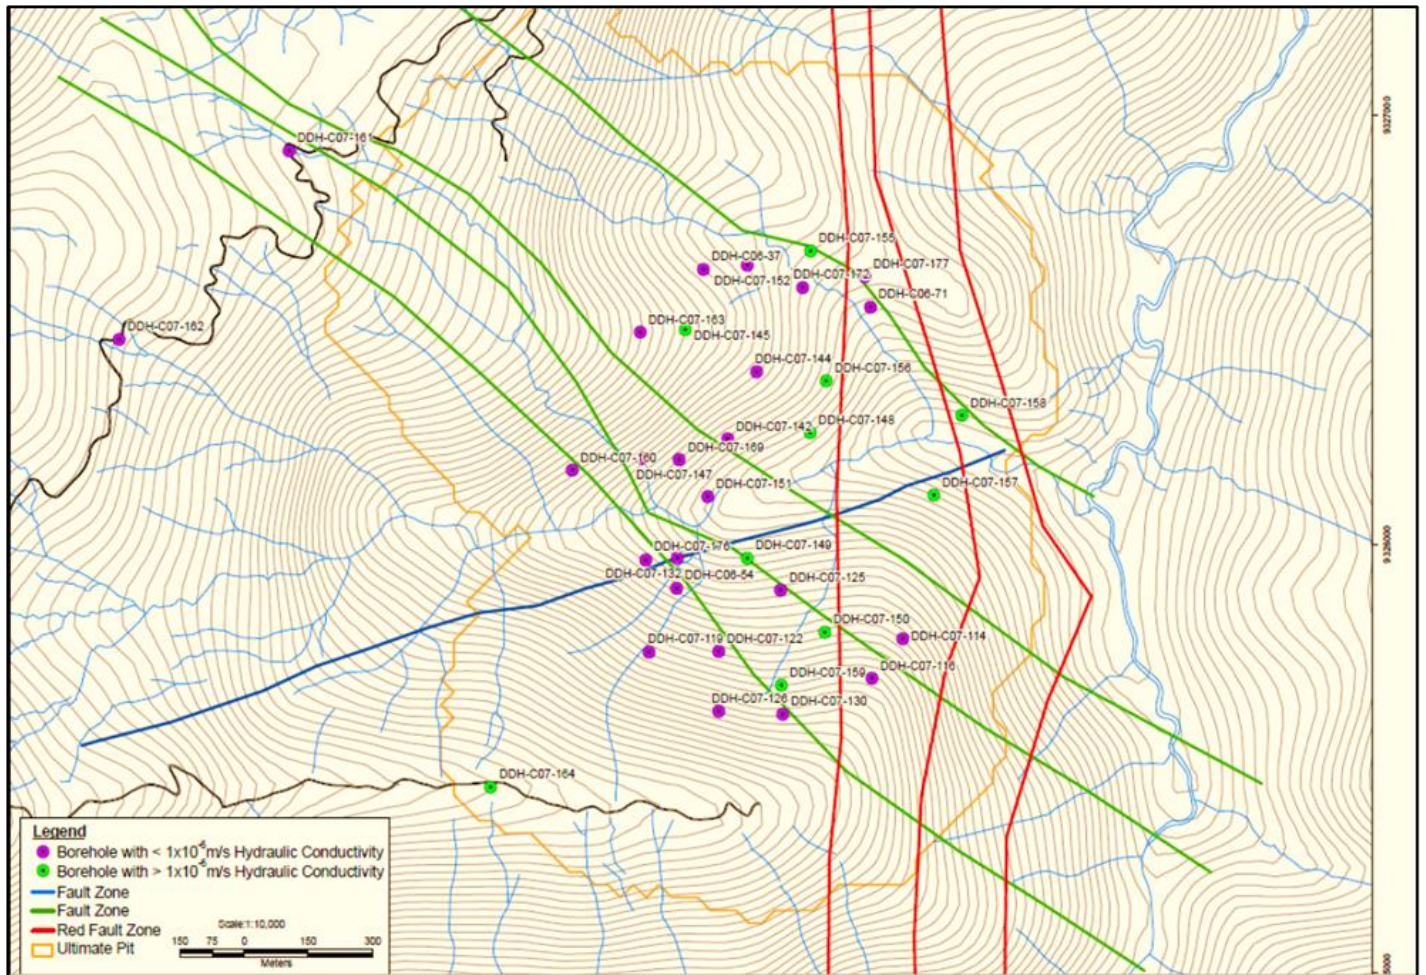 DDH-C07-161
9327000
DDH-C07-155
DDH-C06-37
DDH-C07-177
DDH-C07-172
DDH-C07-152
DDH-C06-71
DDH-C07-163
DDH-C07-145
DDH-C07-162
DDH-C07-144
DDH-C07-156
DDH-C07-158
DDH-C07-142
DDH-C07-148
DDH-C07-169
DDH-C07-160
DDH-C07-147
DDH-C07-151
DDH-C07-157
9326000
DDH-C07-176
DDH-C07-149
DDH-C07-132
DDH-C06-54
DDH-C07-125
DDH-C07-150
DDH-C07-119
DDH-C07-122
DDH-C07-114
DDH-C07-159
DDH-C07-116
DDH-C07-126
DDH-C07-130
DDH-C07-164
Legend
Borehole with < 1x10⁻⁶m/s Hydraulic Conductivity
Borehole with > 1x10⁻⁶m/s Hydraulic Conductivity
Fault Zone
Fault Zone
Red Fault Zone
Ultimate Pit
Scale:1:10,000
150 75 0 150 300
Meters